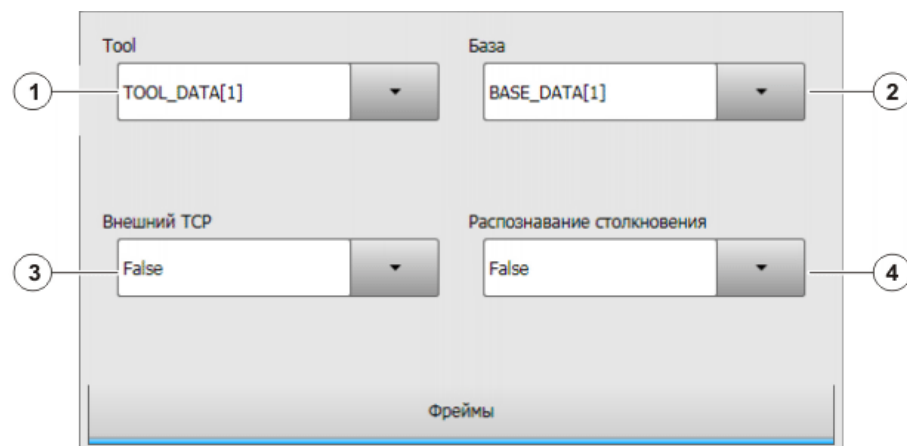 Tool База
1 TOOL_DATA[1] BASE_DATA[1] 2
Внешний TCP Распознавание столкновения
3 False False 4
Фреймы